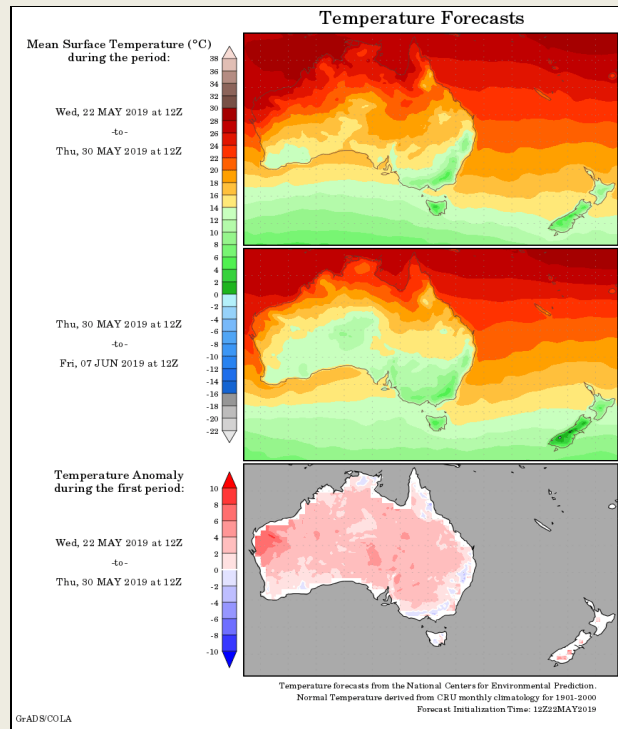 Temperature Forecasts
Mean Surface Temperature (°C)
during the period:
Wed, 22 MAY 2019 at 12Z
-to-
Thu, 30 MAY 2019 at 12Z
38
36
34
32
30
28
26
24
22
20
18
16
14
12
10
8
6
4
2
0
-2
-4
-6
-8
-10
-12
-14
-16
-18
-20
-22
Thu, 30 MAY 2019 at 12Z
-to-
Fri, 07 JUN 2019 at 12Z
Temperature Anomaly
during the first period:
Wed, 22 MAY 2019 at 12Z
-to-
Thu, 30 MAY 2019 at 12Z
10
8
6
4
2
0
-2
-4
-6
-8
-10
Temperature forecasts from the National Centers for Environmental Prediction.
Normal Temperature derived from CRU monthly climatology for 1901-2000
Forecast Initialization Time: 12Z22MAY2019
GrADS/COLA